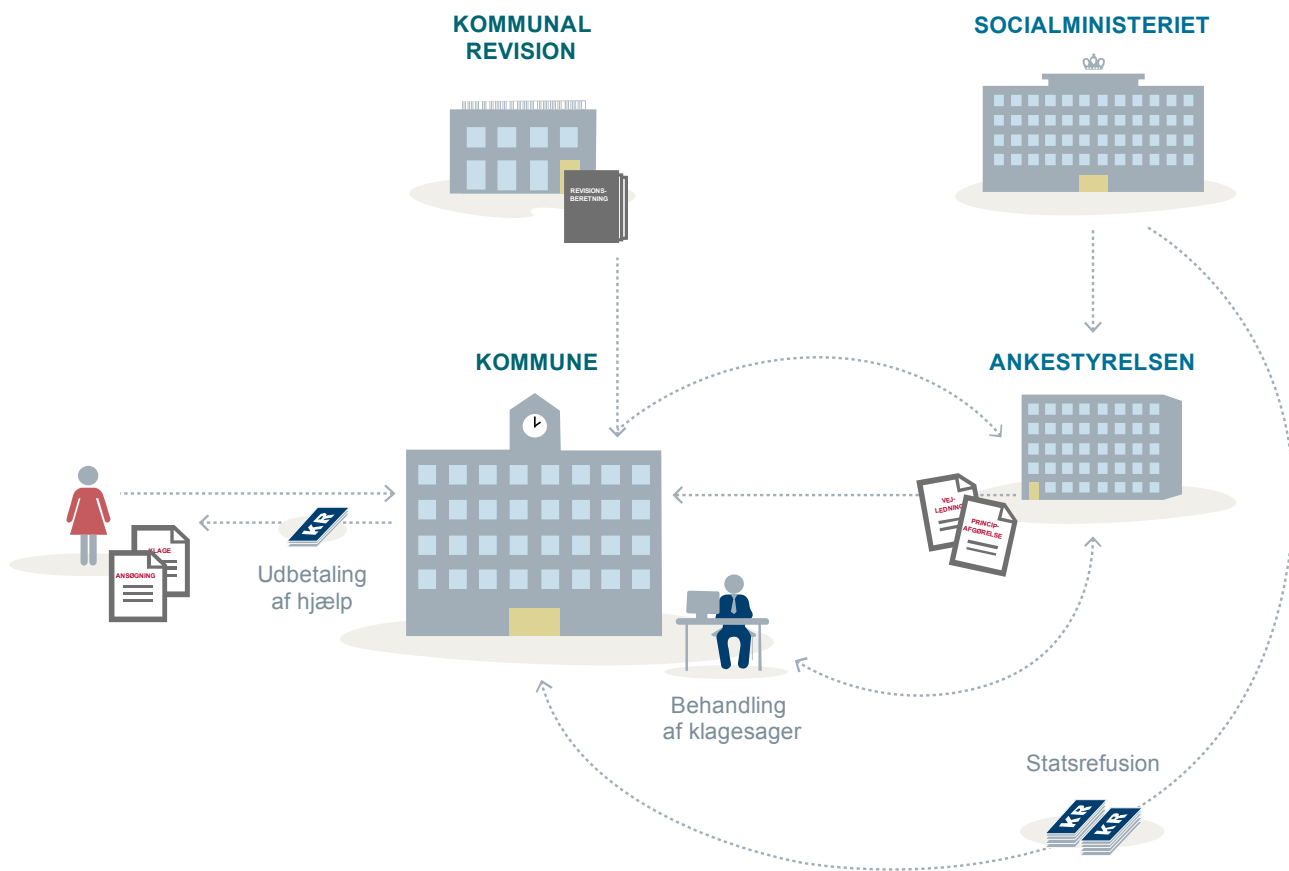 KOMMUNAL
REVISION
SOCIALMINISTERIET
REVISIONS-
BERETNING
KOMMUNE
ANKESTYRELSEN
VEJ-
LEDNING
PRINCIP-
AFGØRELSE
KLAGE
ANSØGNING
KR
Udbetaling
af hjælp
Behandling
af klagesager
Statsrefusion
KR
KR